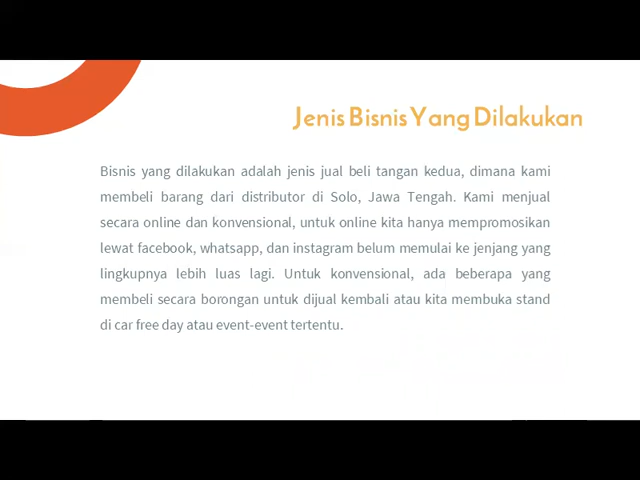 Jenis Bisnis Yang Dilakukan
Bisnis yang dilakukan adalah jenis jual beli tangan kedua, dimana kami
membeli barang dari distributor di Solo, Jawa Tengah. Kami menjual
secara online dan konvensional, untuk online kita hanya mempromosikan
lewat facebook, whatsapp, dan instagram belum memulai ke jenjang yang
lingkupnya lebih luas lagi. Untuk konvensional, ada beberapa yang
membeli secara borongan untuk dijual kembali atau kita membuka stand
di car free day atau event-event tertentu.